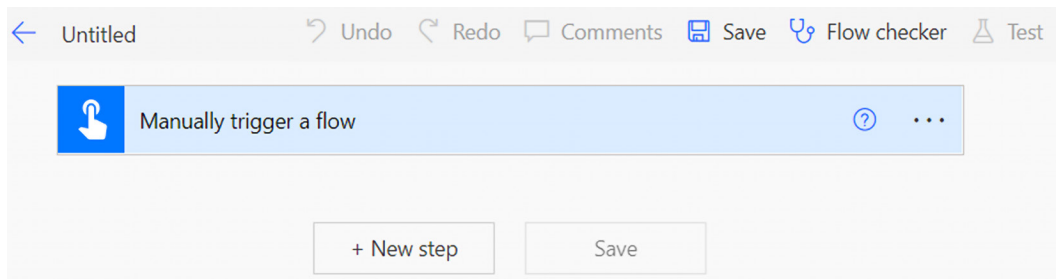 Untitled Undo Redo Comments Save Flow checker Test
Manually trigger a flow ? ...
+ New step Save